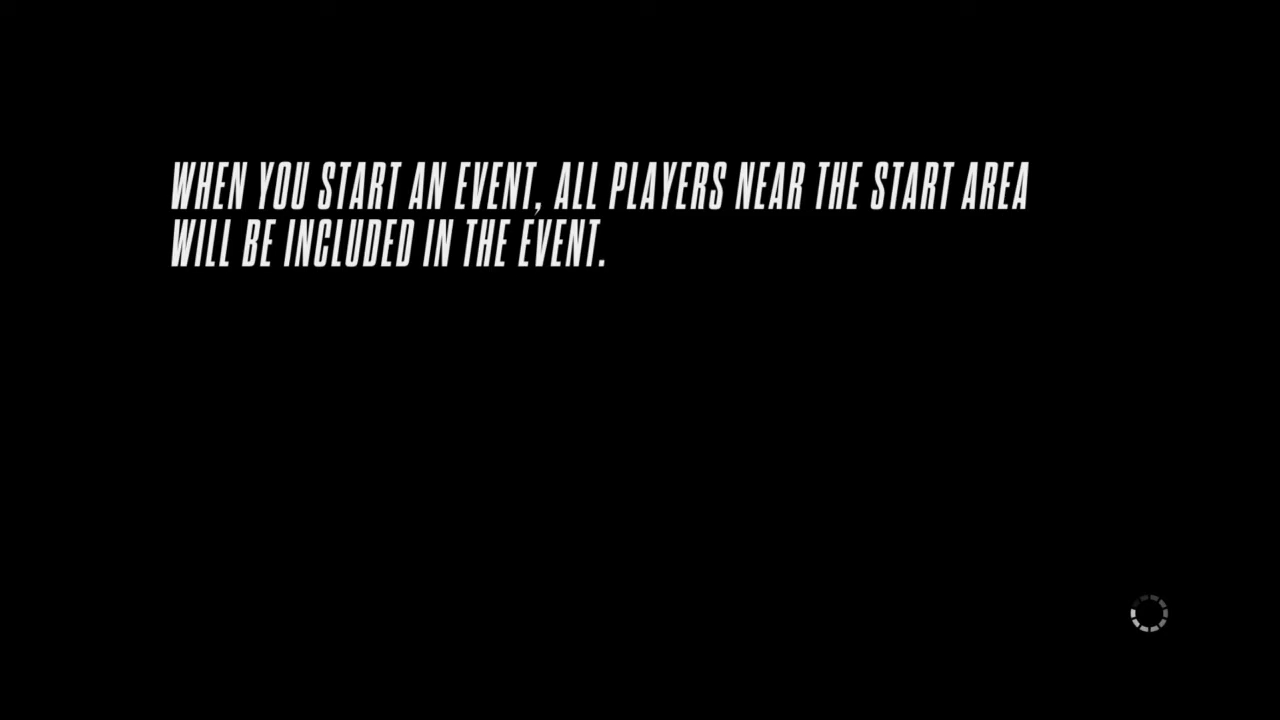 WHEN YOU START AN EVENT, ALL PLAYERS NEAR THE START AREA
WILL BE INCLUDED IN THE EVENT.